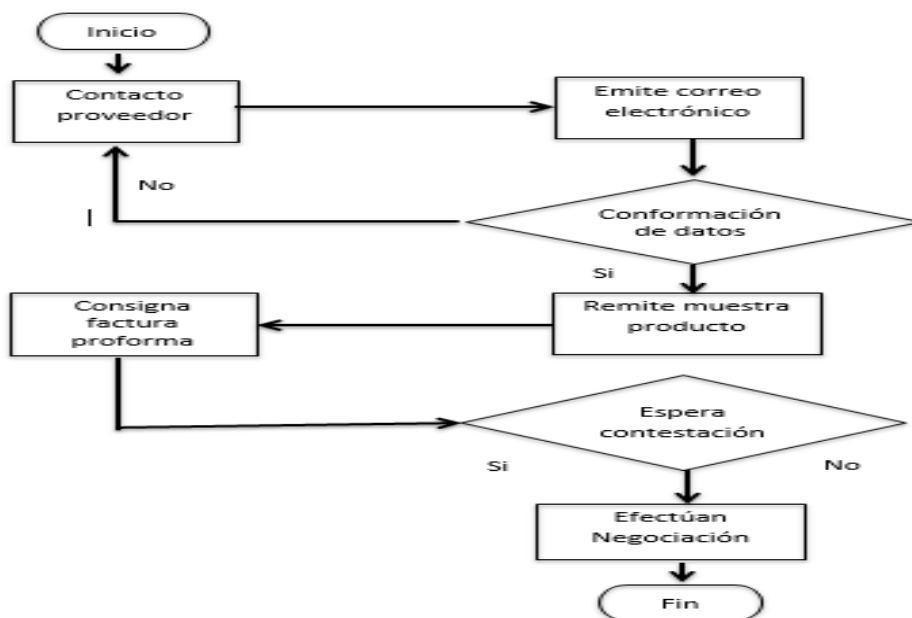 Inicio
Contacto
proveedor
Emite correo
electrónico
No
Conformación
de datos
Si
Consigna
factura
proforma
Remite muestra
producto
Espera
contestación
Si
No
Efectúan
Negociación
Fin